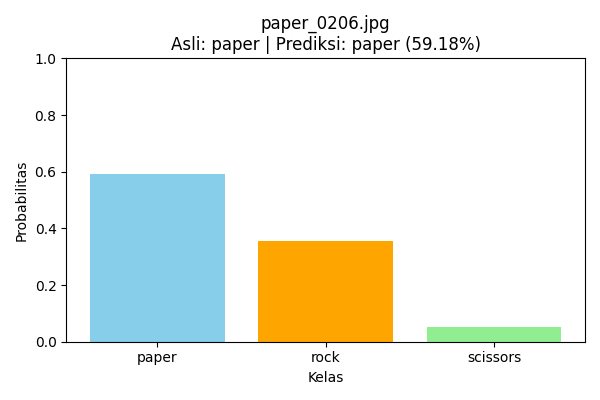 paper_0206.jpg
Asli: paper | Prediksi: paper (59.18%)
1.0
0.8
0.6
0.4
0.2
0.0
Probabilitas
paper
rock
scissors
Kelas